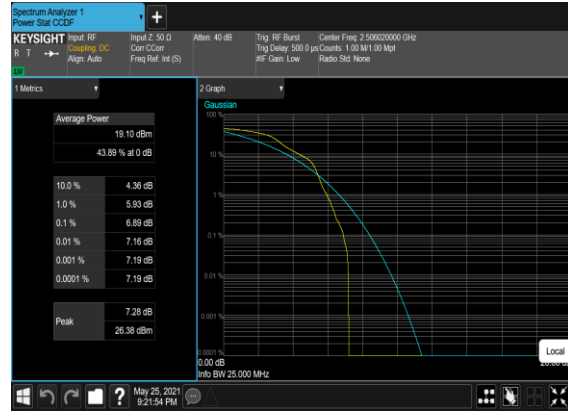 Spectrum Analyzer 1
Power Stat CCDF
KEYSIGHT
R T
LXI
Input: RF
Coupling: DC
Align: Auto
Input Z: 50 Ω
Corr CCorr
Freq Ref: Int (S)
Atten: 40 dB
Trig: RF Burst
Trig Delay: 500.0 µs
#IF Gain: Low
Center Freq: 2.506020000 GHz
Counts: 1.00 M/1.00 Mpt
Radio Std: None
1 Metrics
Average Power
19.10 dBm
43.89 % at 0 dB
10.0 % 4.36 dB
1.0 % 5.93 dB
0.1 % 6.89 dB
0.01 % 7.16 dB
0.001 % 7.19 dB
0.0001 % 7.19 dB
Peak
7.28 dB
26.38 dBm
2 Graph
Gaussian
100 %
10 %
1 %
0.1 %
0.01 %
0.001 %
0.0001 %
0.00 dB
Info BW 25.000 MHz
Local
?
May 25, 2021
9:21:54 PM